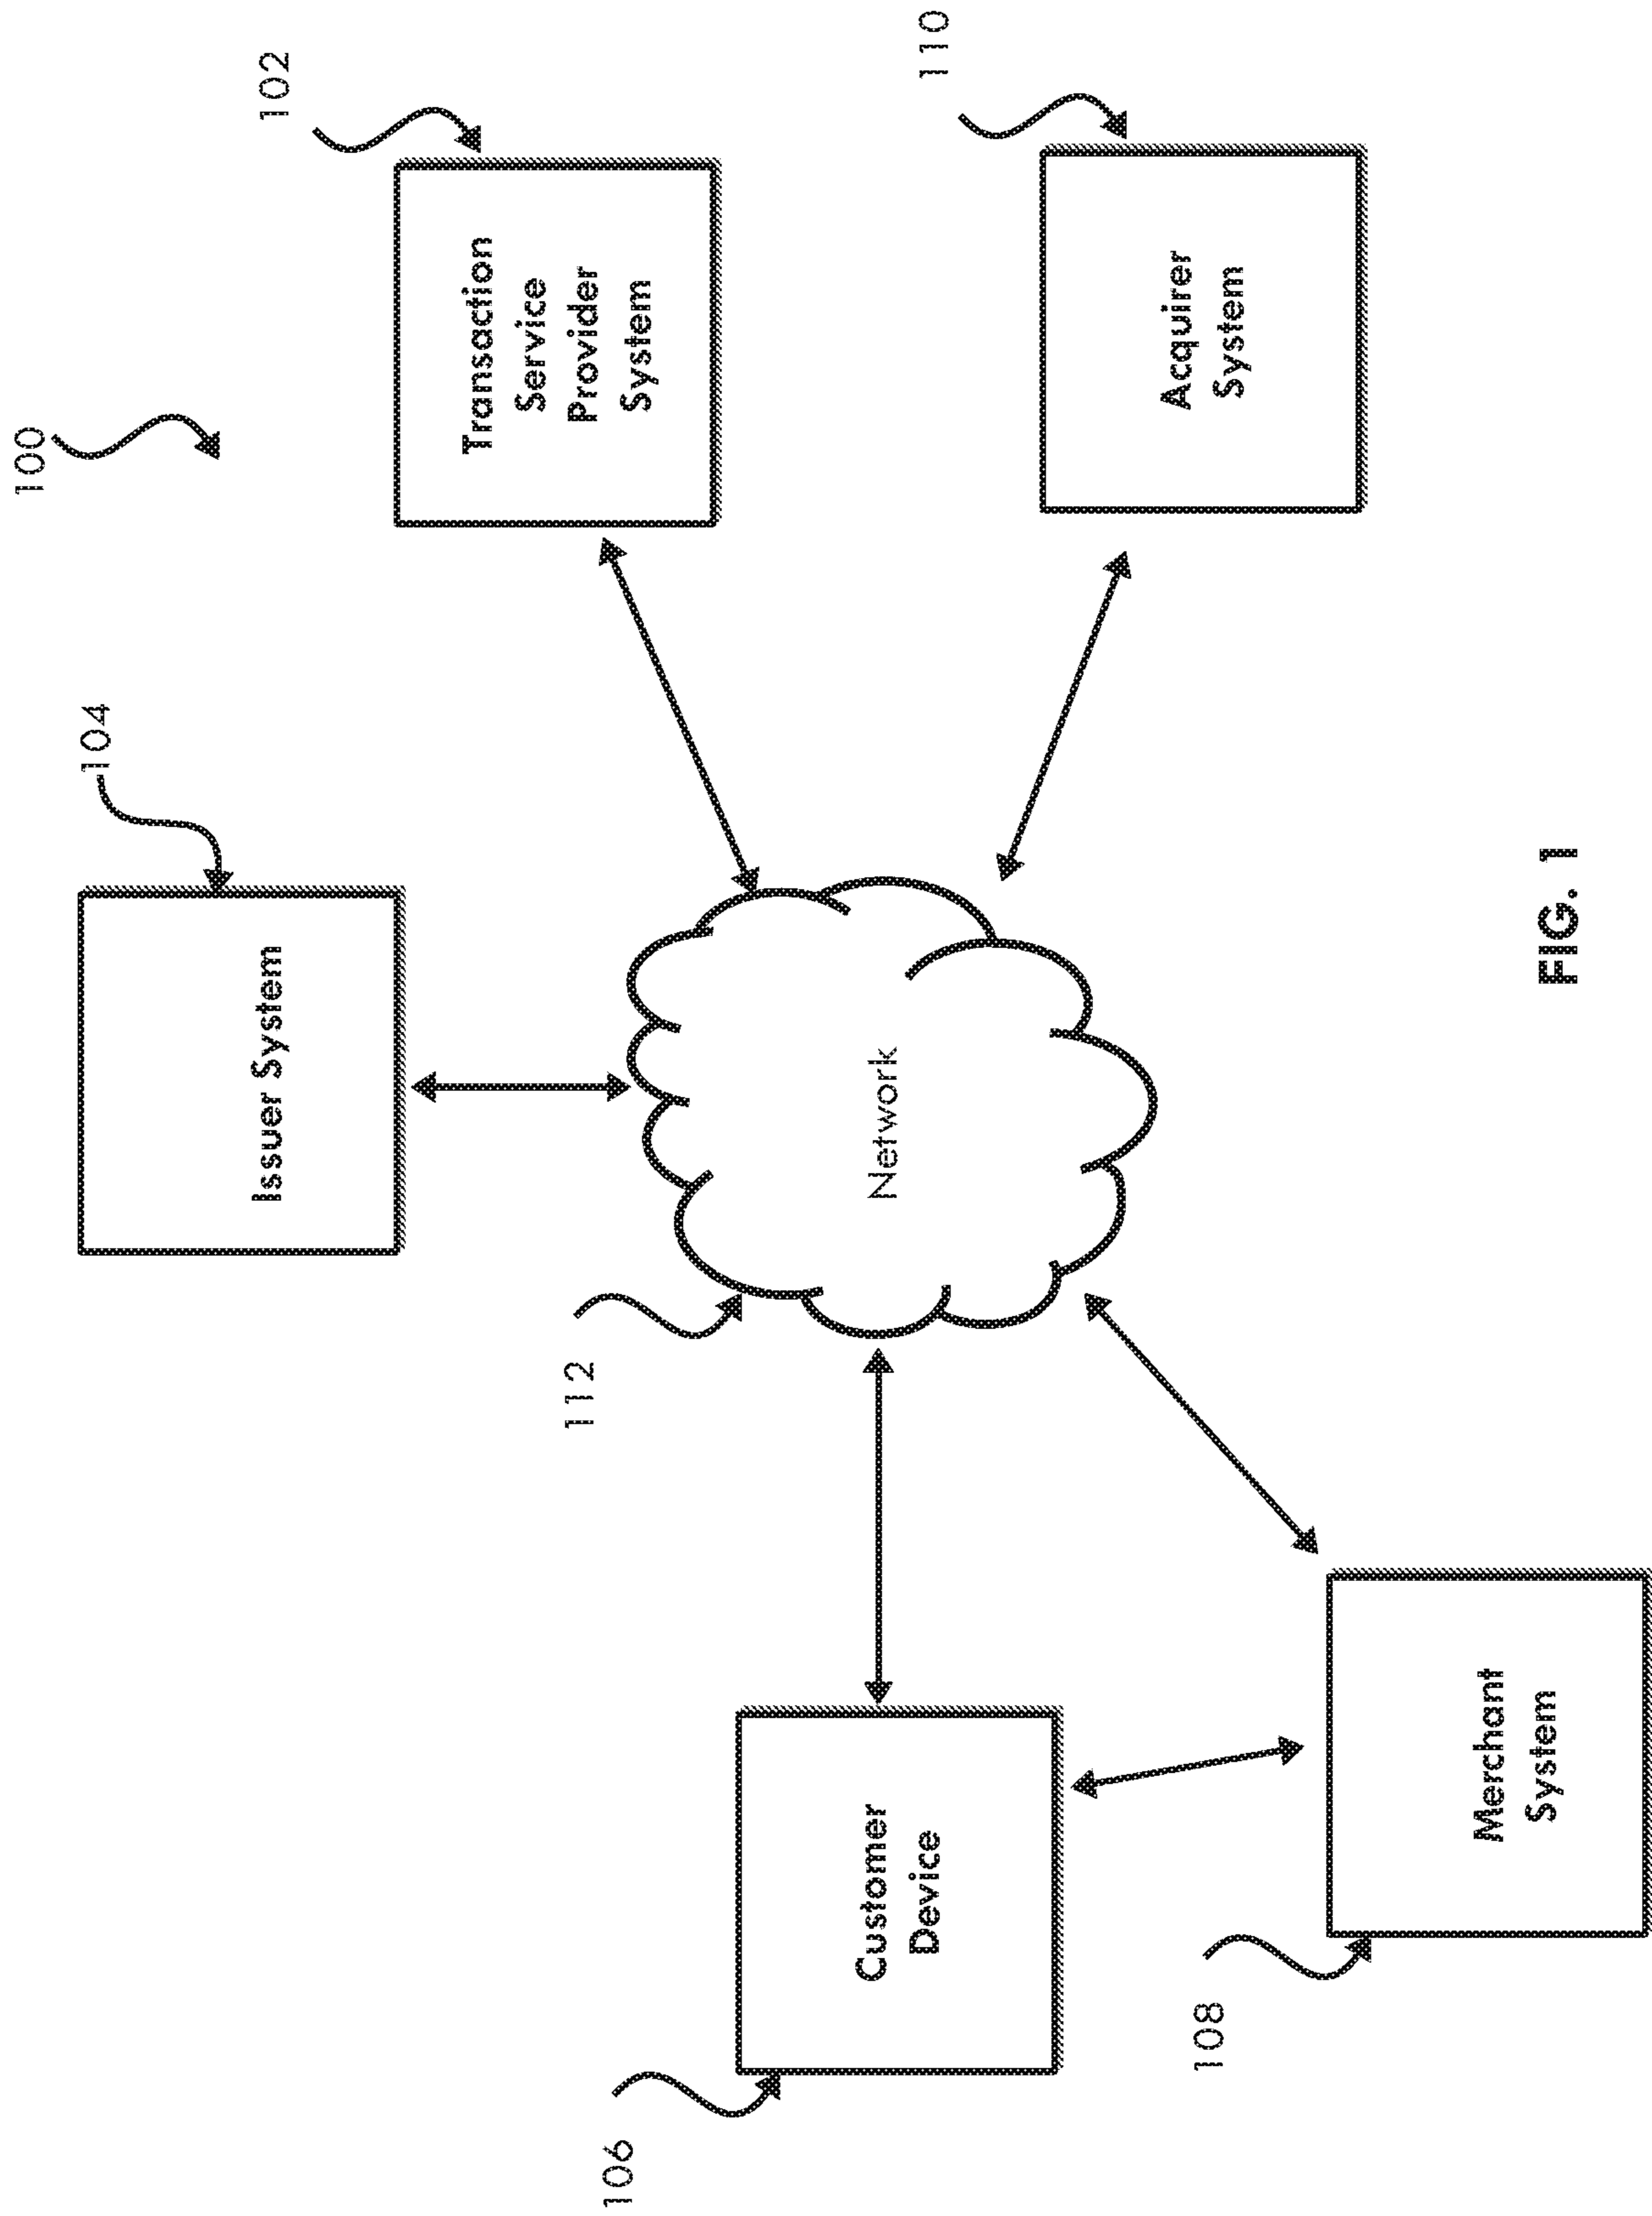 100
104
102
Issuer System
Transaction
Service
Provider
System
112
106
Network
Customer
Device
110
108
Acquirer
System
Merchant
System
FIG. 1